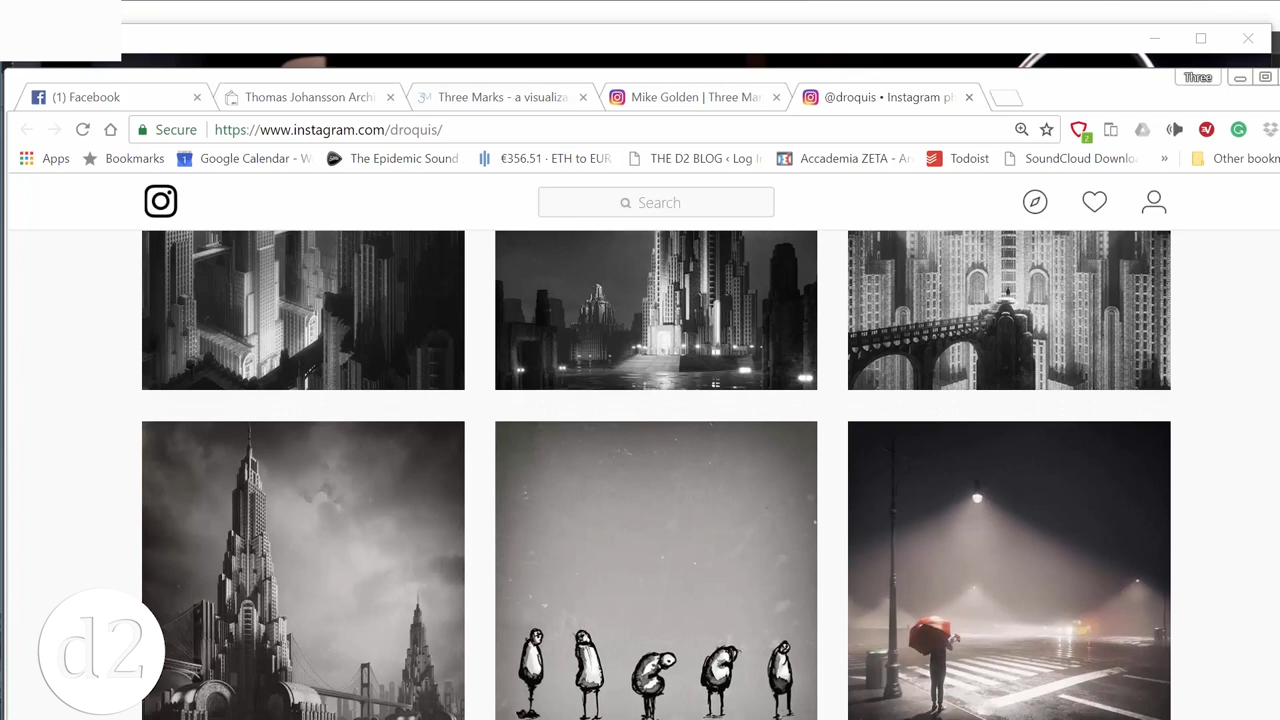 Three
(1) Facebook
Thomas Johansson Archi
Three Marks - a visualiza
Mike Golden | Three Mar
@droquis • Instagram ph
Secure
https://www.instagram.com/droquis/
Apps
Bookmarks
Google Calendar - W
The Epidemic Sound
€356.51 · ETH to EUR
THE D2 BLOG ‹ Log I
Accademia ZETA - A
Todoist
SoundCloud Downlo
»
Other bookm
Search
d2